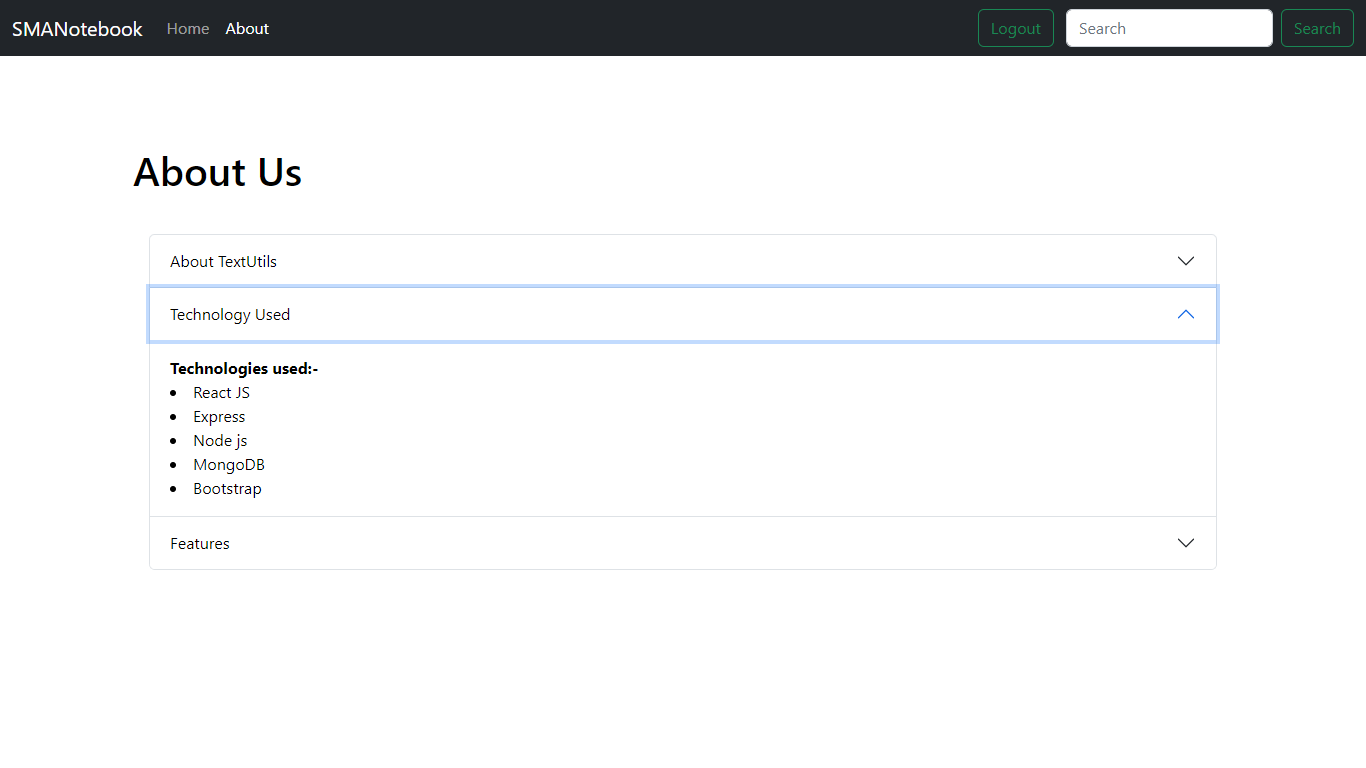 SMANotebook Home About Logout Search Search
About Us
About TextUtils
Technology Used
Technologies used:-
• React JS
• Express
• Node js
• MongoDB
• Bootstrap
Features